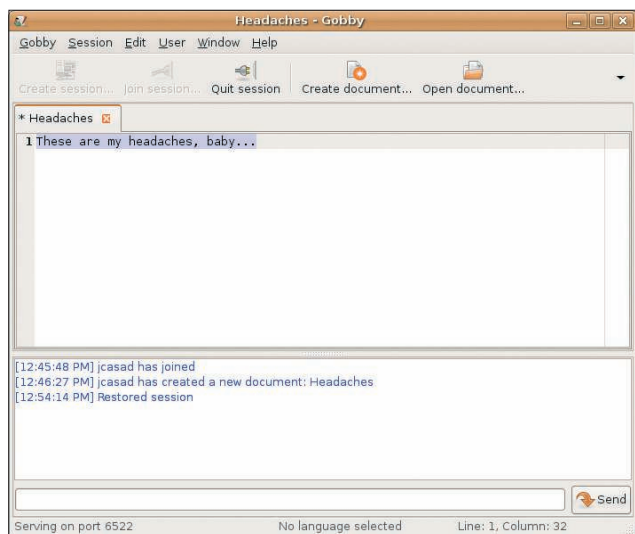 Headaches - Gobby
Gobby Session Edit User Window Help
Create session... Join session... Quit session Create document... Open document...
* Headaches
1 These are my headaches, baby...
[12:45:48 PM] jcasad has joined
[12:46:27 PM] jcasad has created a new document: Headaches
[12:54:14 PM] Restored session
Send
Serving on port 6522 No language selected Line: 1, Column: 32